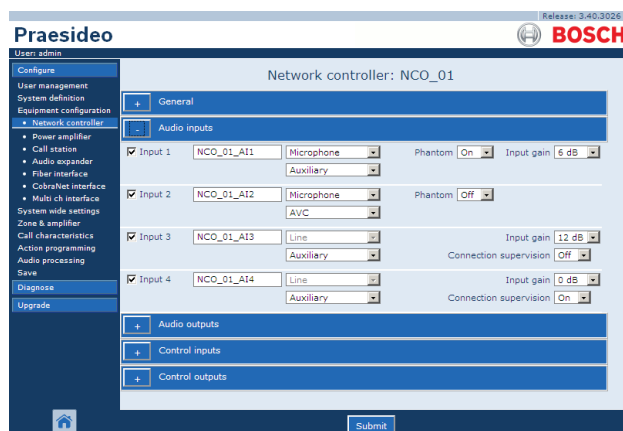 Release: 3.40.3026
Praesideo
BOSCH
User: admin
Configure
User management
System definition
Equipment configuration
• Network controller
• Power amplifier
• Call station
• Audio expander
• Fiber interface
• CobraNet interface
• Multi ch interface
System wide settings
Zone & amplifier
Call characteristics
Action programming
Audio processing
Save
Diagnose
Upgrade
Network controller: NCO_01
+ General
- Audio inputs
Input 1 NCO_01_AI1 Microphone Phantom On Input gain 6 dB
Auxiliary
Input 2 NCO_01_AI2 Microphone Phantom Off
AVC
Input 3 NCO_01_AI3 Line Input gain 12 dB
Auxiliary Connection supervision Off
Input 4 NCO_01_AI4 Line Input gain 0 dB
Auxiliary Connection supervision On
+ Audio outputs
+ Control inputs
+ Control outputs
Submit